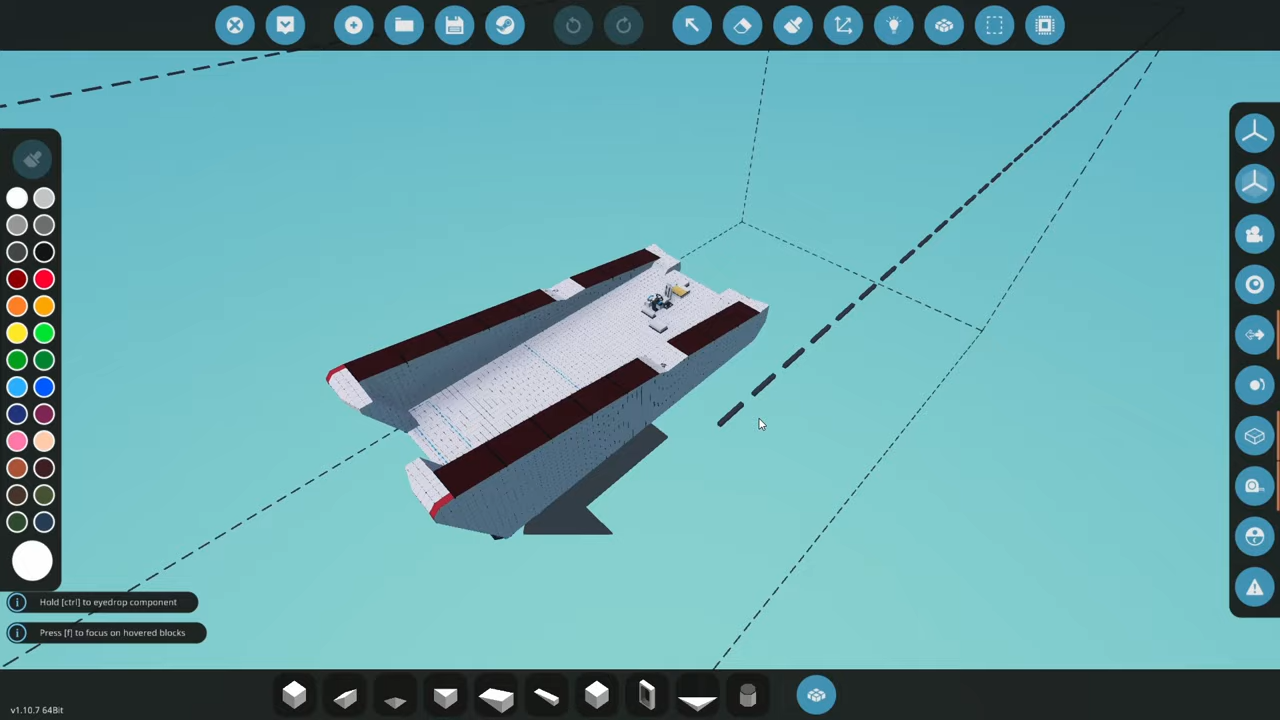 Hold [ctrl] to eyedrop component
Press [f] to focus on hovered blocks
v1.10.7 64Bit